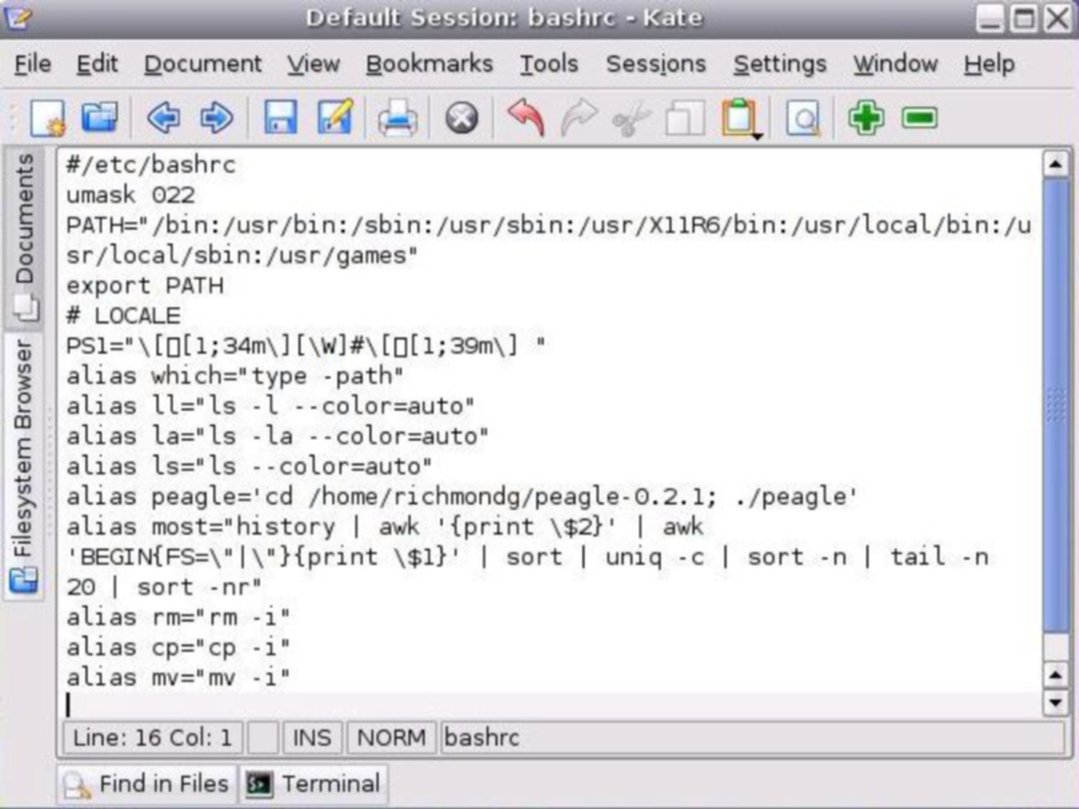 Default Session: bashrc - Kate
File Edit Document View Bookmarks Tools Sessions Settings Window Help
Documents
Filesystem Browser
#/etc/bashrc
umask 022
PATH="/bin:/usr/bin:/sbin:/usr/sbin:/usr/X11R6/bin:/usr/local/bin:/u
sr/local/sbin:/usr/games"
export PATH
# LOCALE
PS1="\[▯[1;34m\][\W]#\[▯[1;39m\] "
alias which="type -path"
alias ll="ls -l --color=auto"
alias la="ls -la --color=auto"
alias ls="ls --color=auto"
alias peagle='cd /home/richmondg/peagle-0.2.1; ./peagle'
alias most="history | awk '{print \$2}' | awk
'BEGIN{FS=\"|\"}{print \$1}' | sort | uniq -c | sort -n | tail -n
20 | sort -nr"
alias rm="rm -i"
alias cp="cp -i"
alias mv="mv -i"
Line: 16 Col: 1 INS NORM bashrc
Find in Files Terminal